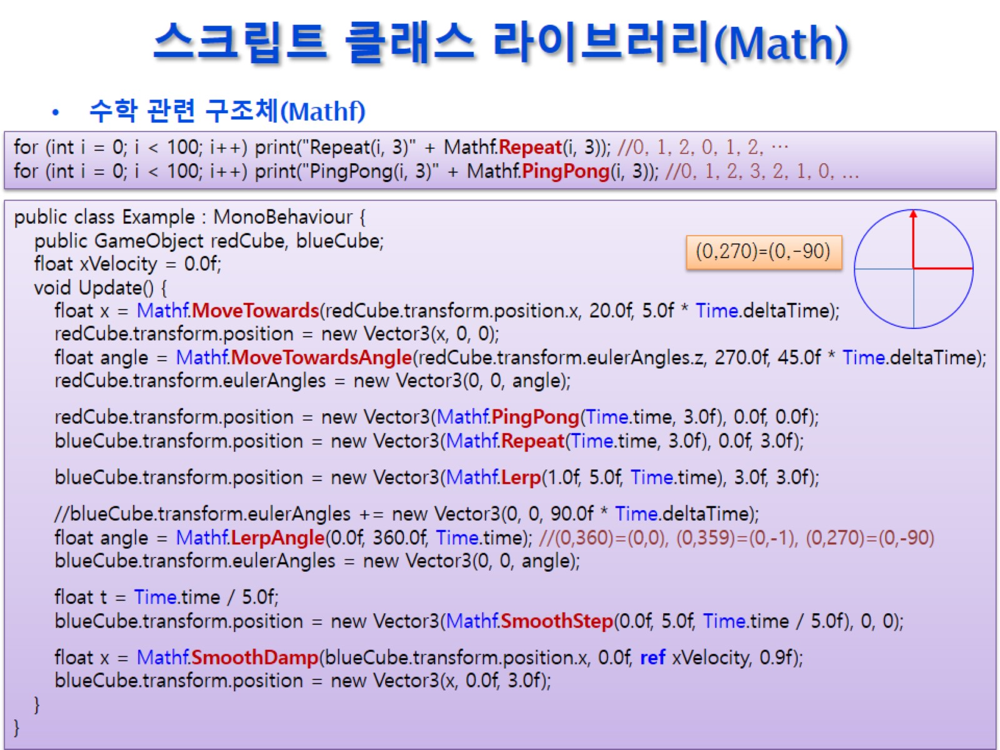 스크립트 클래스 라이브러리(Math)
• 수학 관련 구조체(Mathf)
for (int i = 0; i < 100; i++) print("Repeat(i, 3)" + Mathf.Repeat(i, 3)); //0, 1, 2, 0, 1, 2, …
for (int i = 0; i < 100; i++) print("PingPong(i, 3)" + Mathf.PingPong(i, 3)); //0, 1, 2, 3, 2, 1, 0, ...
public class Example : MonoBehaviour {
public GameObject redCube, blueCube;
(0,270)=(0,-90)
float xVelocity = 0.0f;
void Update() {
float x = Mathf.MoveTowards(redCube.transform.position.x, 20.0f, 5.0f * Time.deltaTime);
redCube.transform.position = new Vector3(x, 0, 0);
float angle = Mathf.MoveTowardsAngle(redCube.transform.eulerAngles.z, 270.0f, 45.0f * Time.deltaTime);
redCube.transform.eulerAngles = new Vector3(0, 0, angle);
redCube.transform.position = new Vector3(Mathf.PingPong(Time.time, 3.0f), 0.0f, 0.0f);
blueCube.transform.position = new Vector3(Mathf.Repeat(Time.time, 3.0f), 0.0f, 3.0f);
blueCube.transform.position = new Vector3(Mathf.Lerp(1.0f, 5.0f, Time.time), 3.0f, 3.0f);
//blueCube.transform.eulerAngles += new Vector3(0, 0, 90.0f * Time.deltaTime);
float angle = Mathf.LerpAngle(0.0f, 360.0f, Time.time); //(0,360)=(0,0), (0,359)=(0,-1), (0,270)=(0,-90)
blueCube.transform.eulerAngles = new Vector3(0, 0, angle);
float t = Time.time / 5.0f;
blueCube.transform.position = new Vector3(Mathf.SmoothStep(0.0f, 5.0f, Time.time / 5.0f), 0, 0);
float x = Mathf.SmoothDamp(blueCube.transform.position.x, 0.0f, ref xVelocity, 0.9f);
blueCube.transform.position = new Vector3(x, 0.0f, 3.0f);
}
}